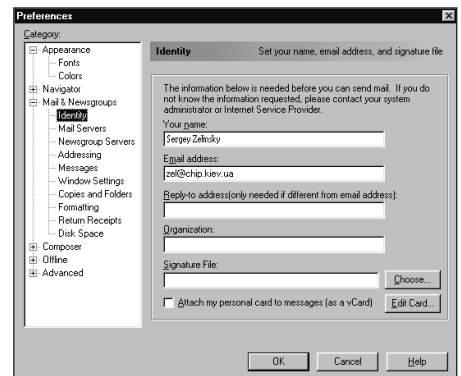 Preferences
Category:
Appearance
Fonts
Colors
Navigator
Mail & Newsgroups
Identity
Mail Servers
Newsgroup Servers
Addressing
Messages
Window Settings
Copies and Folders
Formatting
Return Receipts
Disk Space
Composer
Offline
Advanced
Identity Set your name, email address, and signature file
The information below is needed before you can send mail. If you do
not know the information requested, please contact your system
administrator or Internet Service Provider.
Your name:
Sergey Zelinsky
Email address:
zel@chip.kiev.ua
Reply-to address(only needed if different from email address):
Organization:
Signature File:
Choose...
Attach my personal card to messages (as a vCard) Edit Card...
OK Cancel Help